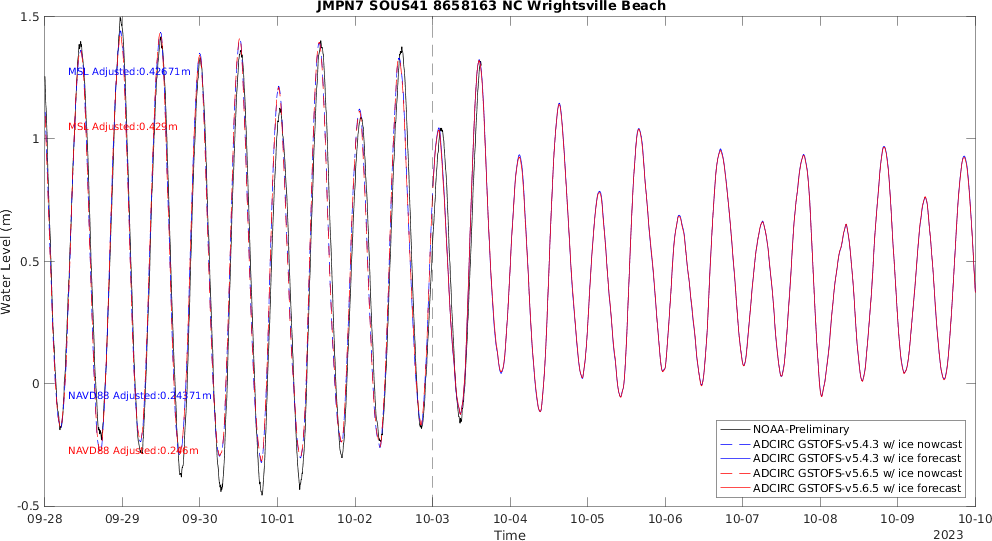 JMPN7 SOUS41 8658163 NC Wrightsville Beach
1.5
1
0.5
0
-0.5
Water Level (m)
MSL Adjusted:0.42671m
MSL Adjusted:0.429m
NAVD88 Adjusted:0.24371m
NAVD88 Adjusted:0.246m
NOAA-Preliminary
ADCIRC GSTOFS-v5.4.3 w/ ice nowcast
ADCIRC GSTOFS-v5.4.3 w/ ice forecast
ADCIRC GSTOFS-v5.6.5 w/ ice nowcast
ADCIRC GSTOFS-v5.6.5 w/ ice forecast
09-28 09-29 09-30 10-01 10-02 10-03 10-04 10-05 10-06 10-07 10-08 10-09 10-10
Time
2023